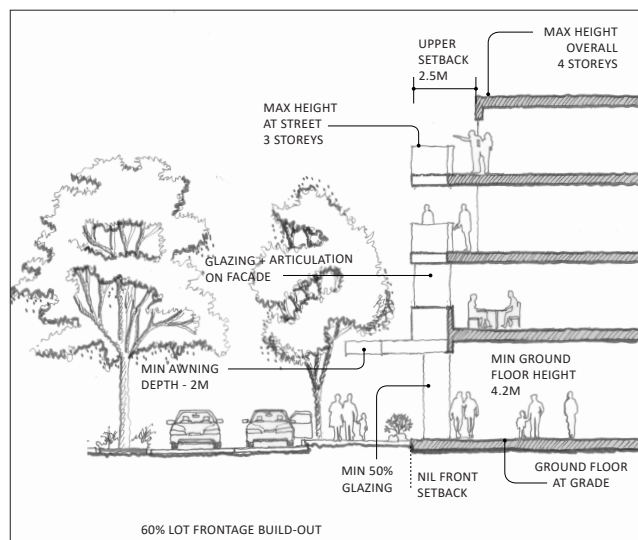 UPPER
SETBACK
2.5M
MAX HEIGHT
OVERALL
4 STOREYS
MAX HEIGHT
AT STREET
3 STOREYS
GLAZING + ARTICULATION
ON FACADE
MIN AWNING
DEPTH - 2M
MIN GROUND
FLOOR HEIGHT
4.2M
MIN 50%
GLAZING
NIL FRONT
SETBACK
GROUND FLOOR
AT GRADE
60% LOT FRONTAGE BUILD-OUT